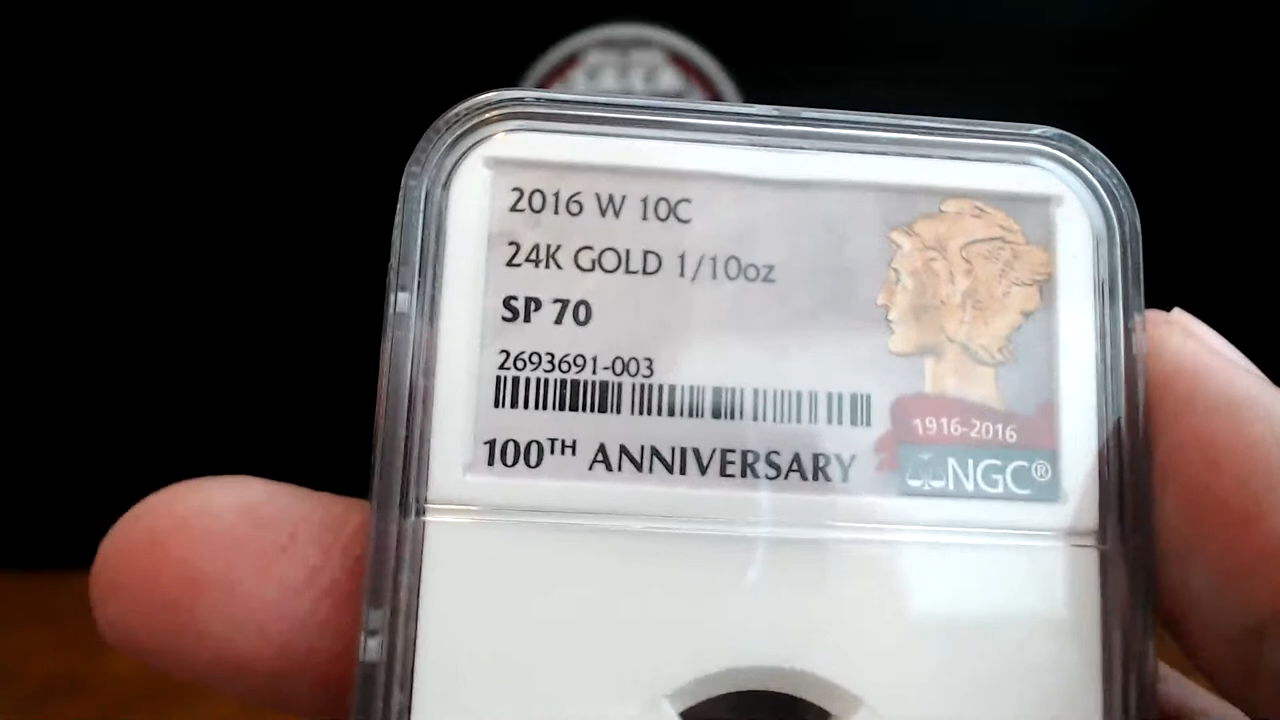 2016 W 10C
24K GOLD 1/10oz
SP 70
2693691-003
100TH ANNIVERSARY
1916-2016
NGC®